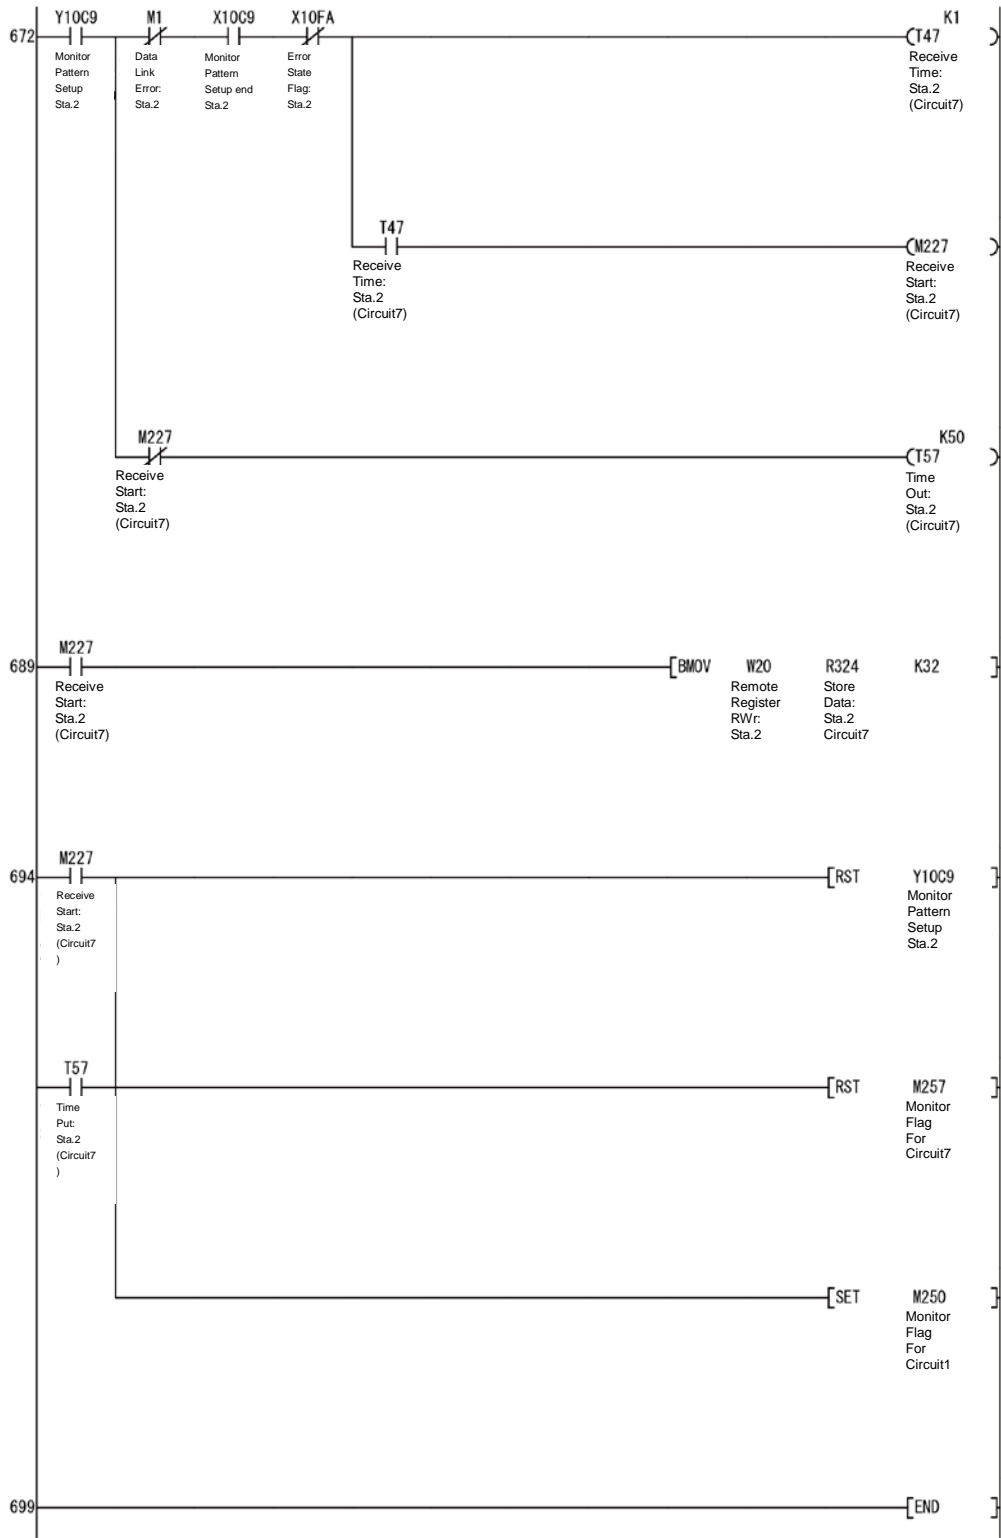 Y10C9 M1 X10C9 X10FA K1
672 (T47 )
Monitor
Pattern
Setup
Sta.2
Data
Link
Error:
Sta.2
Monitor
Pattern
Setup end
Sta.2
Error
State
Flag:
Sta.2
Receive
Time:
Sta.2
(Circuit7)
T47
(M227 )
Receive
Time:
Sta.2
(Circuit7)
Receive
Start:
Sta.2
(Circuit7)
M227 K50
(T57 )
Receive
Start:
Sta.2
(Circuit7)
Time
Out:
Sta.2
(Circuit7)
M227
689 [BMOV W20 R324 K32 ]
Receive
Start:
Sta.2
(Circuit7)
Remote
Register
RWr:
Sta.2
Store
Data:
Sta.2
Circuit7
M227
694 [RST Y10C9 ]
Receive
Start:
Sta.2
(Circuit7
)
Monitor
Pattern
Setup
Sta.2
T57
[RST M257 ]
Time
Put:
Sta.2
(Circuit7
)
Monitor
Flag
For
Circuit7
[SET M250 ]
Monitor
Flag
For
Circuit1
699 [END ]